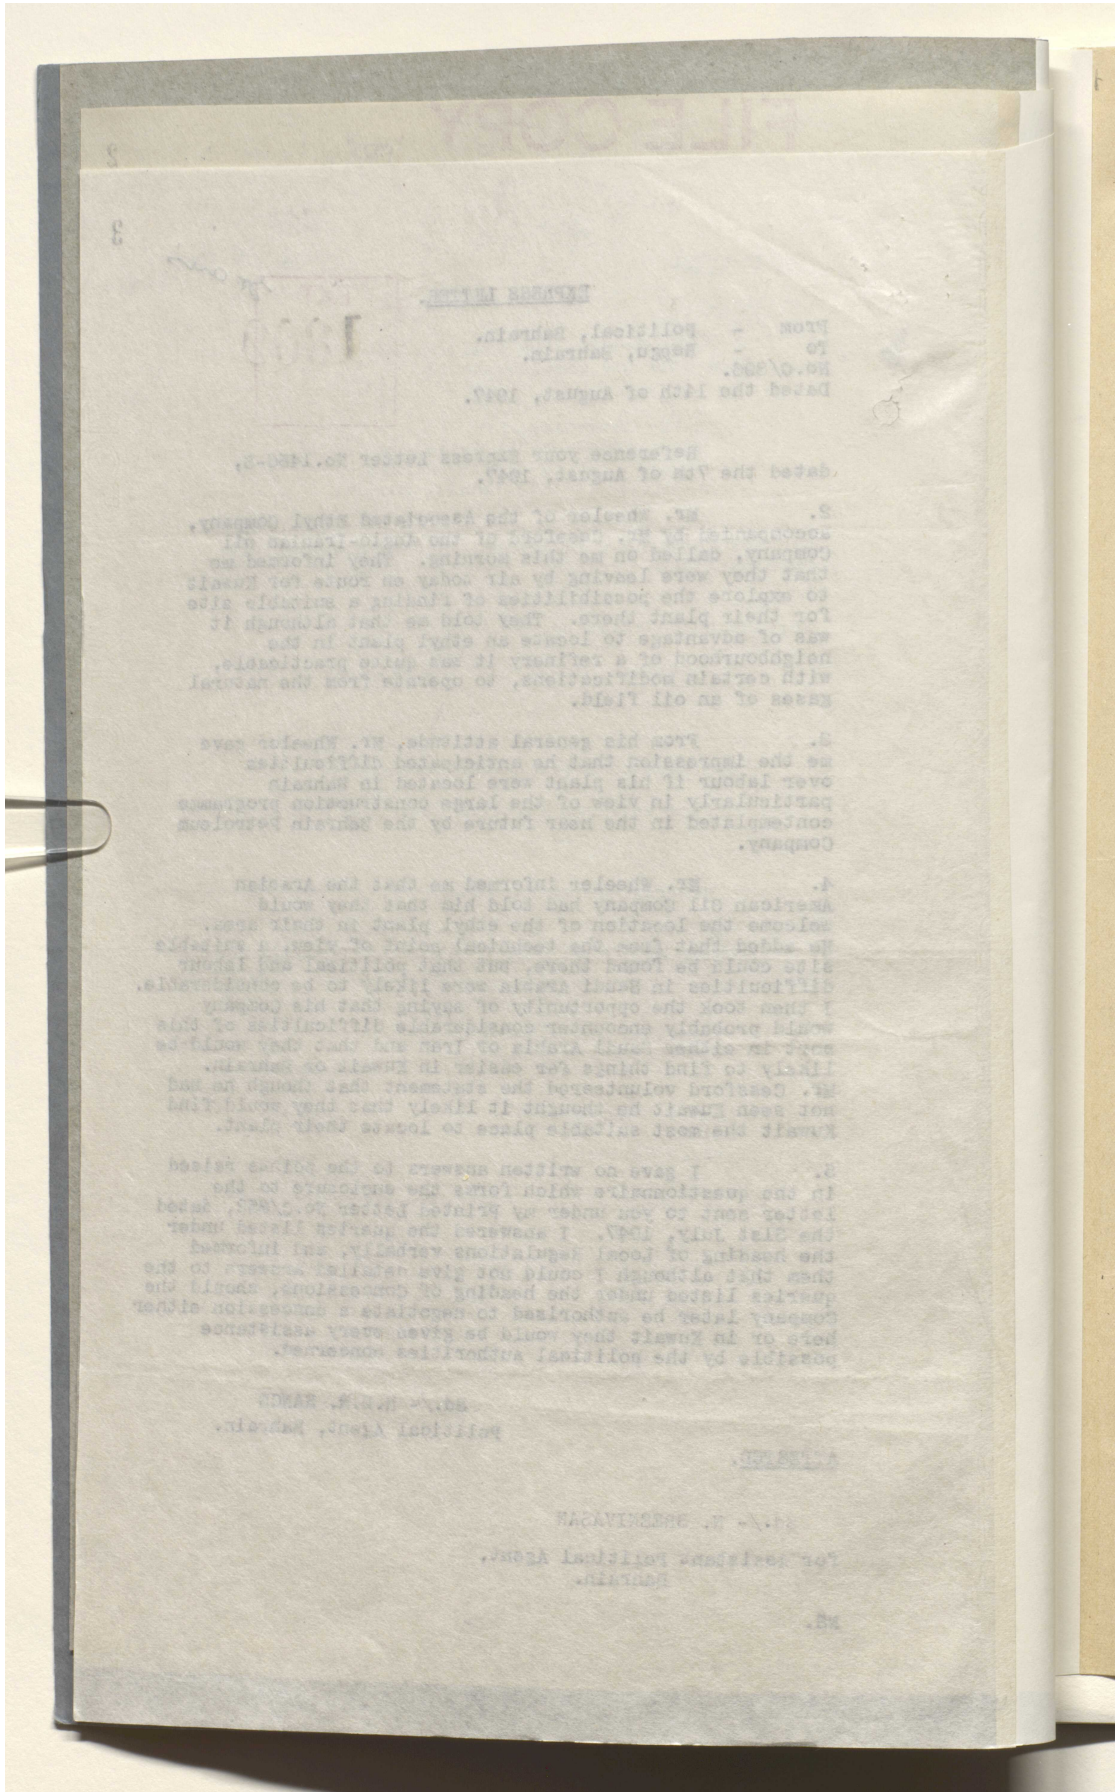 FILE COPY
2
3
EXPRESS LETTER.
From - Political, Bahrain.
To - Repgu, Bahrain.
Dated the 14th of August, 1947.
Reference your Express Letter
dated the 7th of August, 1947.
2. Mr. Wheeler of the Associated Ethyl Company,
accompanied by Mr. Gessford of the Anglo-Iranian Oil
Company, called on me this morning. They informed me
that they were leaving by air today en route for Kuwait
to explore the possibilities of finding a suitable site
for their plant there. They told me that although it
was of advantage to locate an ethyl plant in the
neighbourhood of a refinery it was quite practicable,
with certain modifications, to operate from the natural
gases of an oil field.
3. From his general attitude, Mr. Wheeler gave
me the impression that he anticipated difficulties
over labour if his plant were located in Bahrain
particularly in view of the large construction programme
contemplated in the near future by the Bahrain Petroleum
Company.
4. Mr. Wheeler informed me that the Arabian
American Oil Company had told him that they would
welcome the location of the ethyl plant in their area.
He added that from the technical point of view, a suitable
site could be found there, but that political and labour
difficulties in Saudi Arabia were likely to be considerable.
I then took the opportunity of saying that his Company
would probably encounter considerable difficulties of this
sort in either Saudi Arabia or Iran and that they would be
likely to find things far easier in Kuwait or Bahrain.
Mr. Gessford volunteered the statement that though he had
not seen Kuwait he thought it likely that they would find
Kuwait the most suitable place to locate their plant.
5. I gave no written answers to the points raised
in the questionnaire which forms the enclosure to the
letter sent to you under my Printed Letter dated
the 31st July, 1947. I answered the queries listed under
the heading of Local Regulations verbally, and informed
them that although I could not give detailed answers to the
queries listed under the heading of concessions, should the
Company later be authorised to negotiate a concession either
here or in Kuwait they would be given every assistance
possible by the political authorities concerned.
Political Agent, Bahrain.
ATTESTED.
for Assistant Political Agent,
Bahrain.